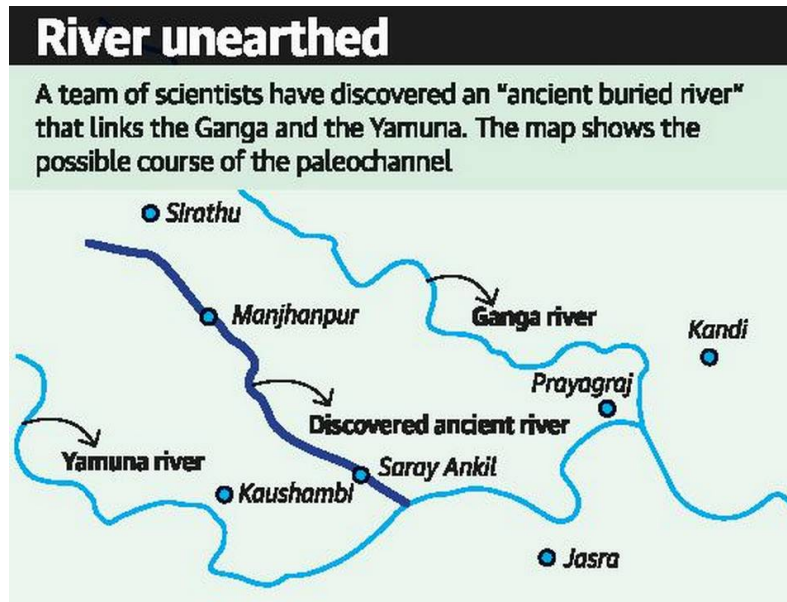 River unearthed
A team of scientists have discovered an "ancient buried river"
that links the Ganga and the Yamuna. The map shows the
possible course of the paleochannel
Sirathu
Manjhanpur
Ganga river
Kandi
Prayagraj
Discovered ancient river
Yamuna river
Saray Ankil
Kaushambi
Jasra